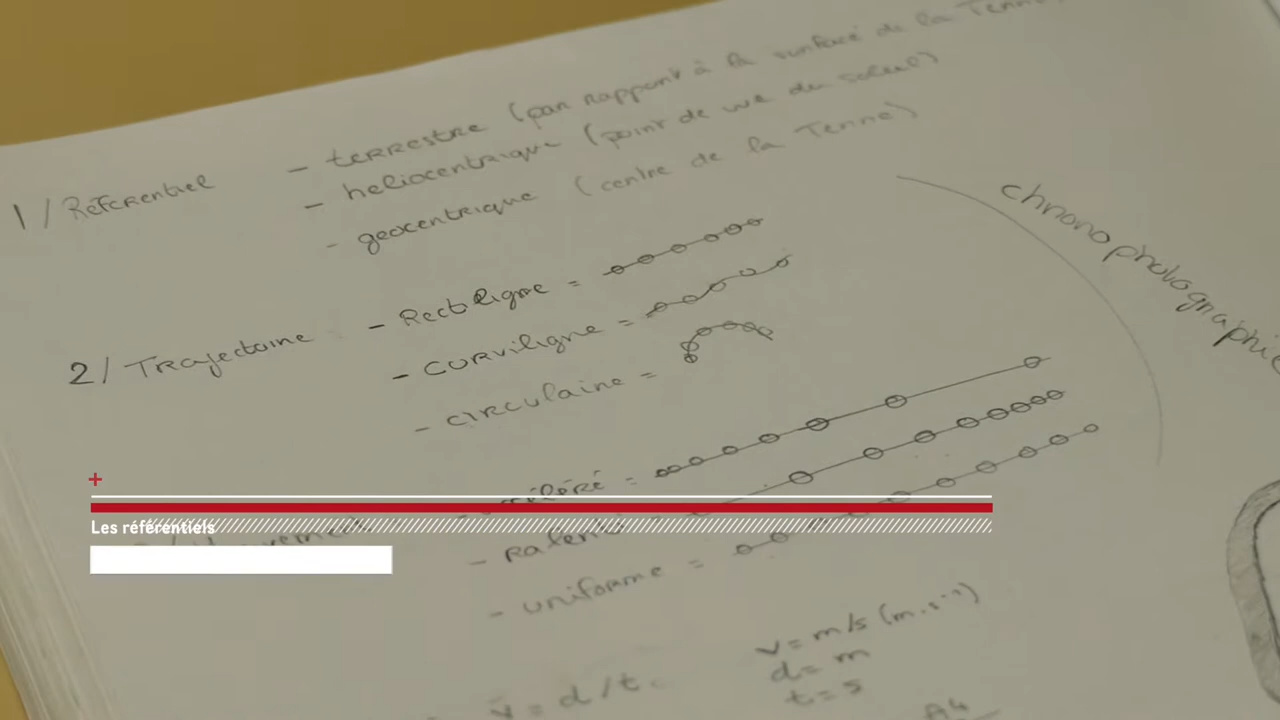 1/ Référentiel
- terrestre (par rapport à la surface de la Terre)
- heliocentrique (point de vue du soleil)
- geocentrique (centre de la Terre)
chronophotographie
2/ Trajectoire
- Rectiligne =
- curviligne =
- circulaire =
=
Les référentiels
- ralenti =
- uniforme =
v = d/t.
v = m/s (m.s⁻¹)
d = m
t = s
A4